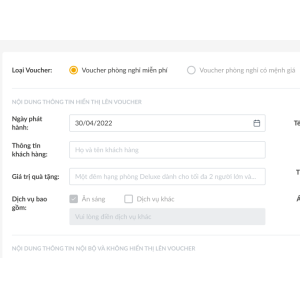 Loại Voucher: Voucher phòng nghỉ miễn phí Voucher phòng nghỉ có mệnh giá
NỘI DUNG THÔNG TIN HIỂN THỊ LÊN VOUCHER
Ngày phát
hành: 30/04/2022
Thông tin
khách hàng: Họ và tên khách hàng
Giá trị quà tặng: Một đêm hạng phòng Deluxe dành cho tối đa 2 người lớn và...
Dịch vụ bao
gồm: Ăn sáng Dịch vụ khác
Vui lòng điền dịch vụ khác
NỘI DUNG THÔNG TIN NỘI BỘ VÀ KHÔNG HIỂN THỊ LÊN VOUCHER